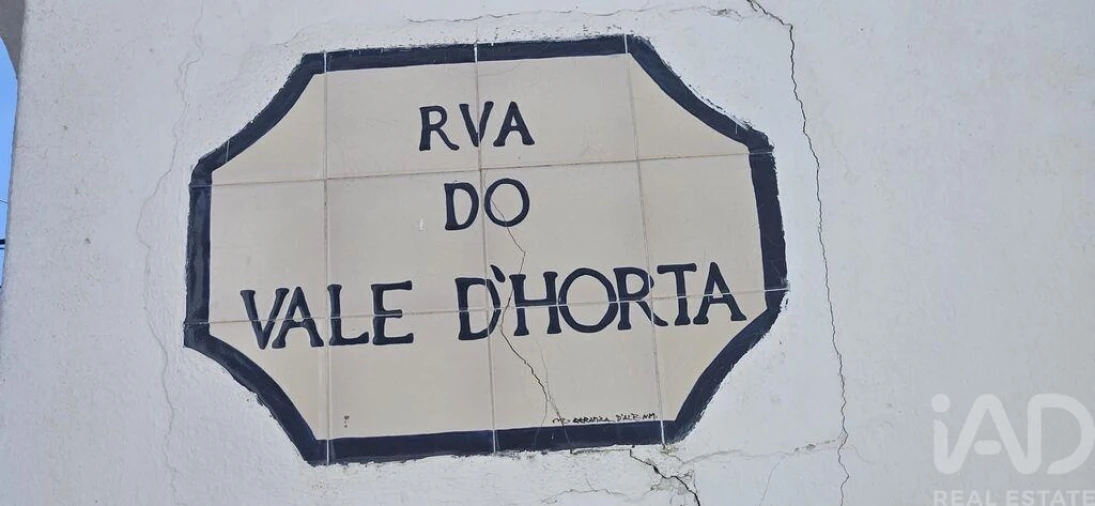 RVA
DO
VALE D'HORTA
iAD
REAL ESTATE